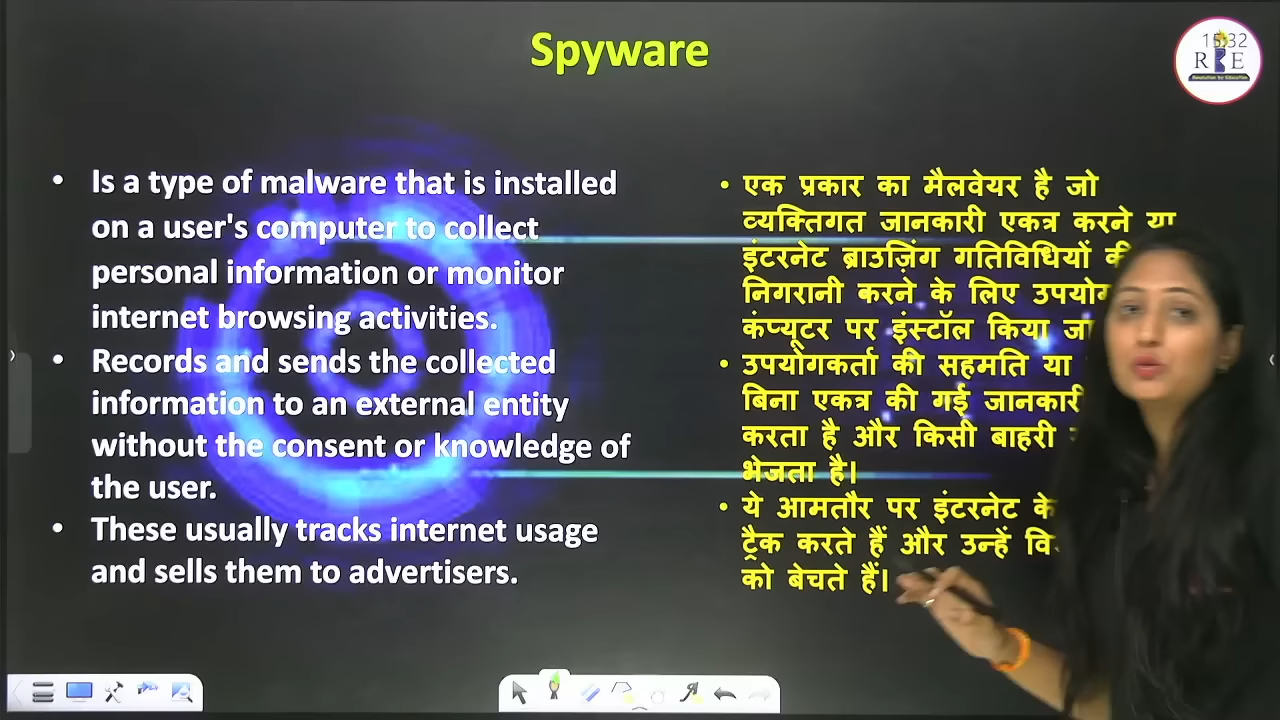 Spyware
15:32
R E
Revolution by Education
• Is a type of malware that is installed
on a user's computer to collect
personal information or monitor
internet browsing activities.
• Records and sends the collected
information to an external entity
without the consent or knowledge of
the user.
• These usually tracks internet usage
and sells them to advertisers.
• एक प्रकार का मैलवेयर है जो
व्यक्तिगत जानकारी एकत्र करने या
इंटरनेट ब्राउज़िंग गतिविधियों की
निगरानी करने के लिए
कंप्यूटर पर इंस्टॉल किया
• उपयोगकर्ता की सहमति या
बिना एकत्र की गई जानकारी
करता है और किसी बाहरी
भेजता है।
• ये आमतौर पर इंटरनेट के
ट्रैक करते हैं और उन्हें
को बेचते हैं।